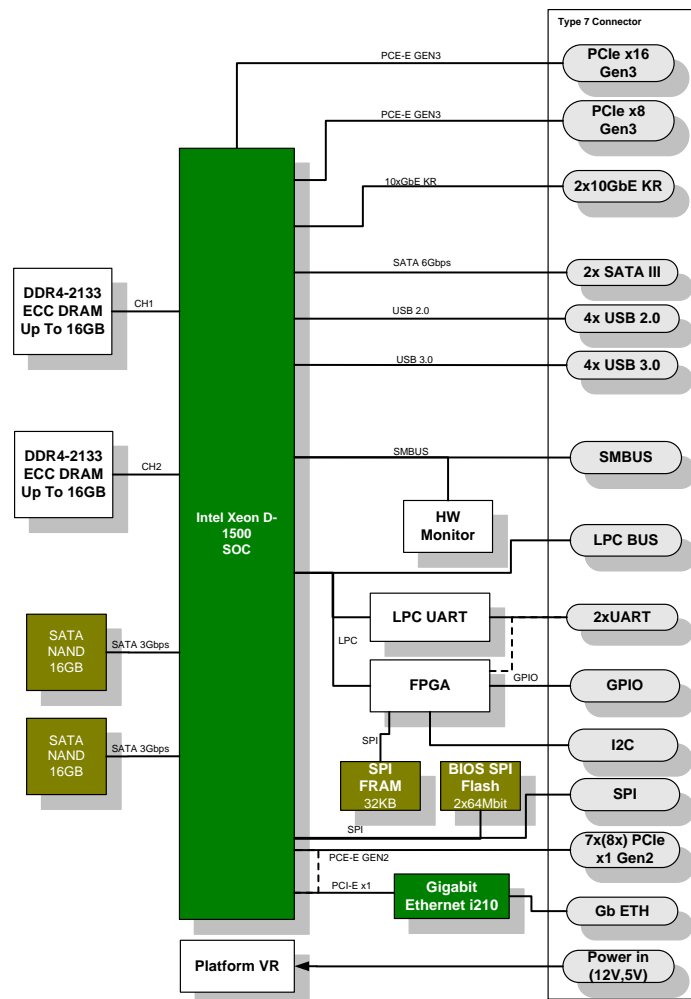 Type 7 Connector
PCE-E GEN3
PCIe x16
Gen3
PCE-E GEN3
PCIe x8
Gen3
10xGbE KR
2x10GbE KR
SATA 6Gbps
2x SATA III
DDR4-2133
ECC DRAM
Up To 16GB
CH1
USB 2.0
4x USB 2.0
USB 3.0
4x USB 3.0
DDR4-2133
ECC DRAM
Up To 16GB
CH2
SMBUS
SMBUS
Intel Xeon D-
1500
SOC
HW
Monitor
LPC BUS
SATA
NAND
16GB
SATA 3Gbps
LPC UART
2xUART
LPC
FPGA
GPIO
GPIO
SATA
NAND
16GB
SATA 3Gbps
SPI
I2C
SPI
FRAM
32KB
BIOS SPI
Flash
2x64Mbit
SPI
SPI
7x(8x) PCIe
x1 Gen2
PCE-E GEN2
PCI-E x1
Gigabit
Ethernet i210
Gb ETH
Platform VR
Power in
(12V,5V)